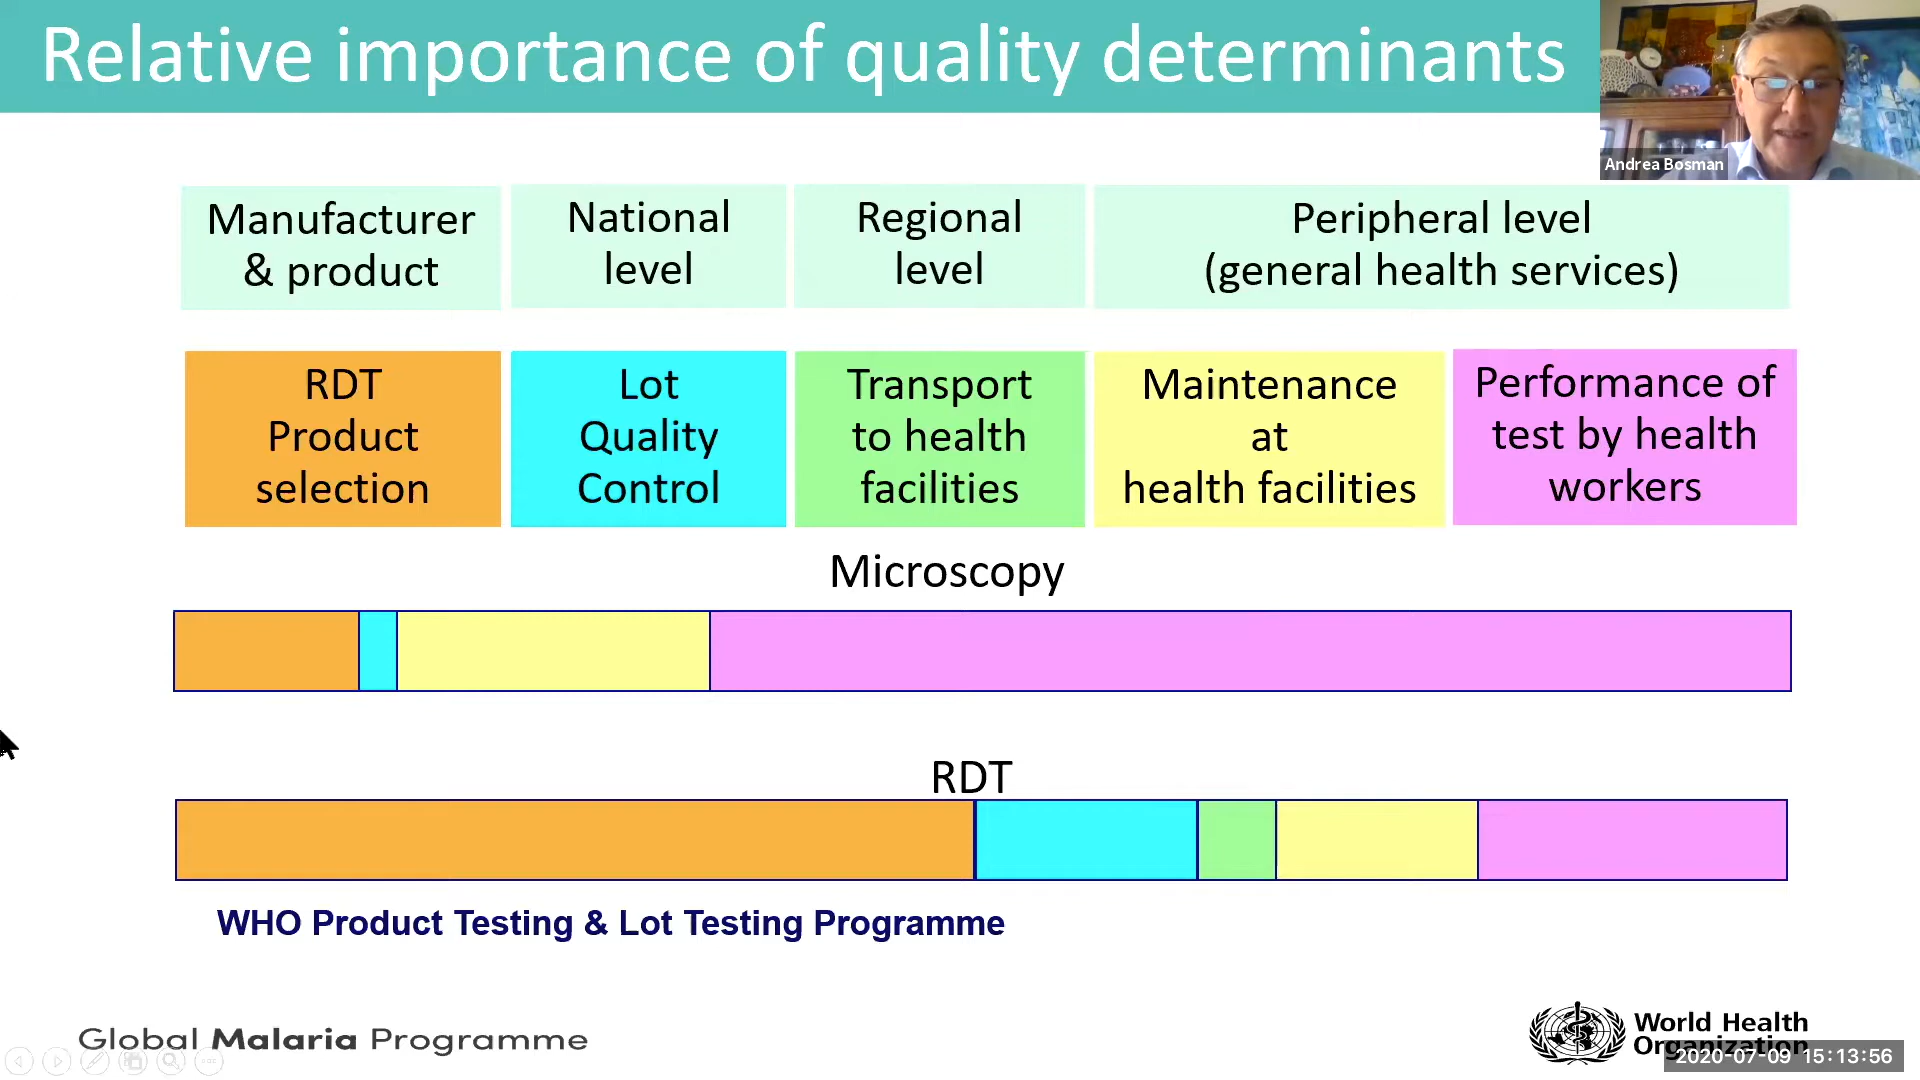 Relative importance of quality determinants
Andrea Bosman
Manufacturer
& product
National
level
Regional
level
Peripheral level
(general health services)
RDT
Product
selection
Lot
Quality
Control
Transport
to health
facilities
Maintenance
at
health facilities
Performance of
test by health
workers
Microscopy
RDT
WHO Product Testing & Lot Testing Programme
Global Malaria Programme
World Health
Organization
2020-07-09 15:13:56